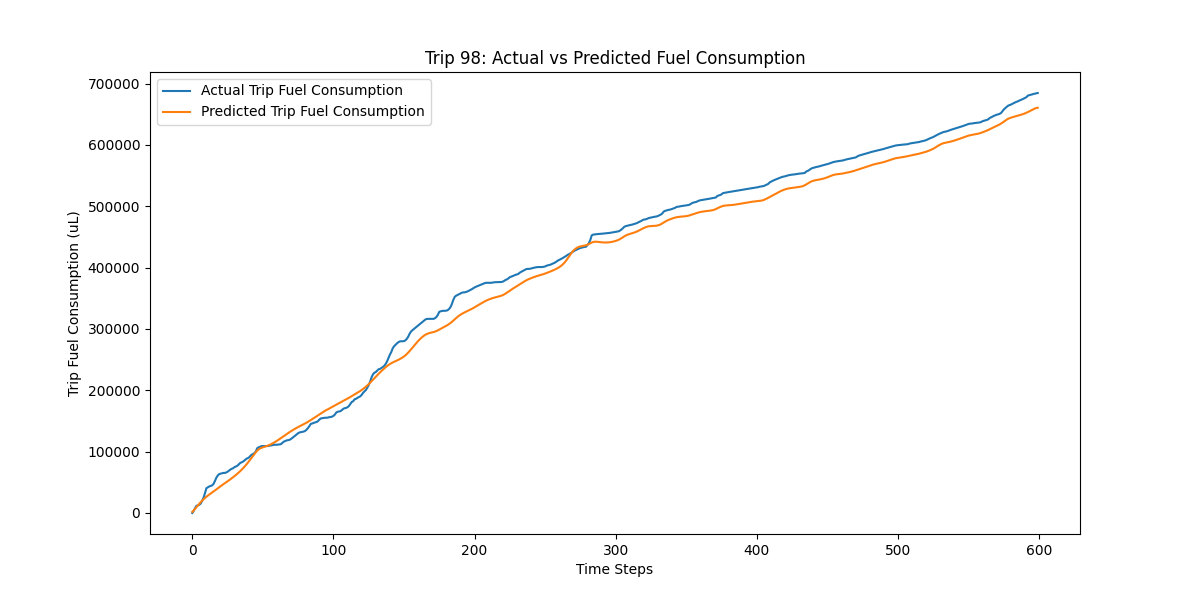 Trip 98: Actual vs Predicted Fuel Consumption
Actual Trip Fuel Consumption
Predicted Trip Fuel Consumption
Trip Fuel Consumption (uL)
700000
600000
500000
400000
300000
200000
100000
0
0 100 200 300 400 500 600
Time Steps